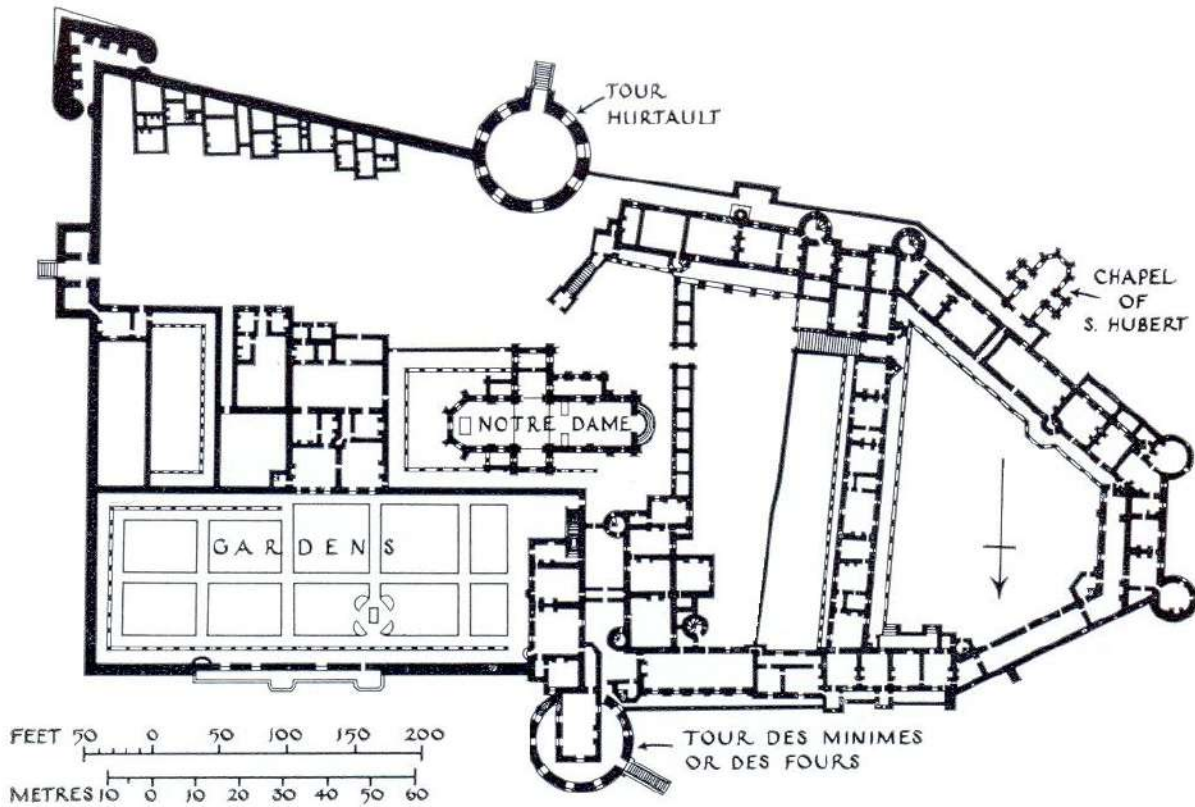 TOUR
HURTAULT
CHAPEL
OF
S. HUBERT
NOTRE DAME
GARDENS
FEET 50 0 50 100 150 200
METRES 10 0 10 20 30 40 50 60
TOUR DES MINIMES
OR DES FOURS